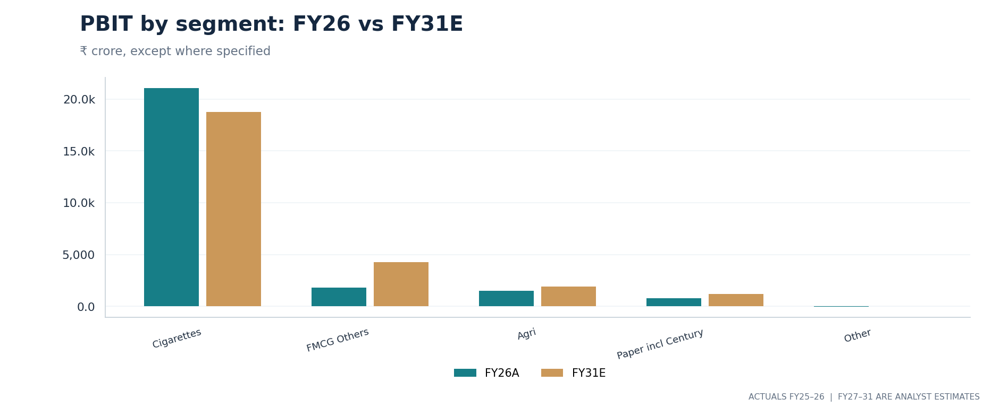 PBIT by segment: FY26 vs FY31E
₹ crore, except where specified
20.0k
15.0k
10.0k
5,000
0.0
Cigarettes
FMCG Others
Agri
Paper incl Century
Other
FY26A
FY31E
ACTUALS FY25–26 | FY27–31 ARE ANALYST ESTIMATES